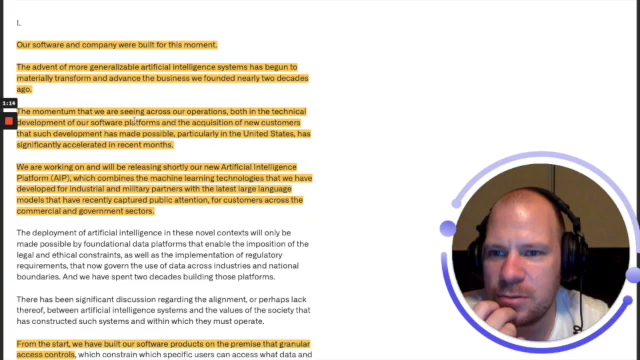 I.
Our software and company were built for this moment.
The advent of more generalizable artificial intelligence systems has begun to
materially transform and advance the business we founded nearly two decades
ago.
1:14
The momentum that we are seeing across our operations, both in the technical
development of our software platforms and the acquisition of new customers
that such development has made possible, particularly in the United States, has
significantly accelerated in recent months.
We are working on and will be releasing shortly our new Artificial Intelligence
Platform (AIP), which combines the machine learning technologies that we have
developed for industrial and military partners with the latest large language
models that have recently captured public attention, for customers across the
commercial and government sectors.
The deployment of artificial intelligence in these novel contexts will only be
made possible by foundational data platforms that enable the imposition of the
legal and ethical constraints, as well as the implementation of regulatory
requirements, that now govern the use of data across industries and national
boundaries. And we have spent two decades building those platforms.
There has been significant discussion regarding the alignment, or perhaps lack
thereof, between artificial intelligence and the values of the society that
has constructed such systems and within which they must operate.
From the start, we have built our software products on the premise that granular
access controls, which constrain which specific users can access what data and